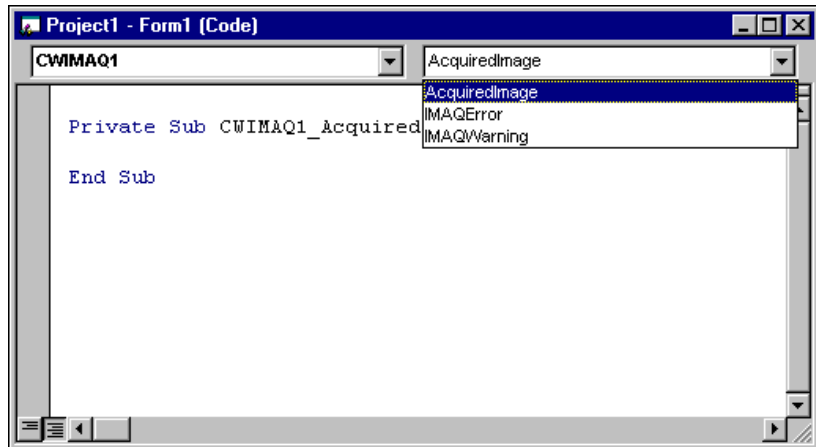 Project1 - Form1 (Code)
CWIMAQ1
AcquiredImage
AcquiredImage
IMAQError
IMAQWarning
Private Sub CWIMAQ1_Acquired
End Sub